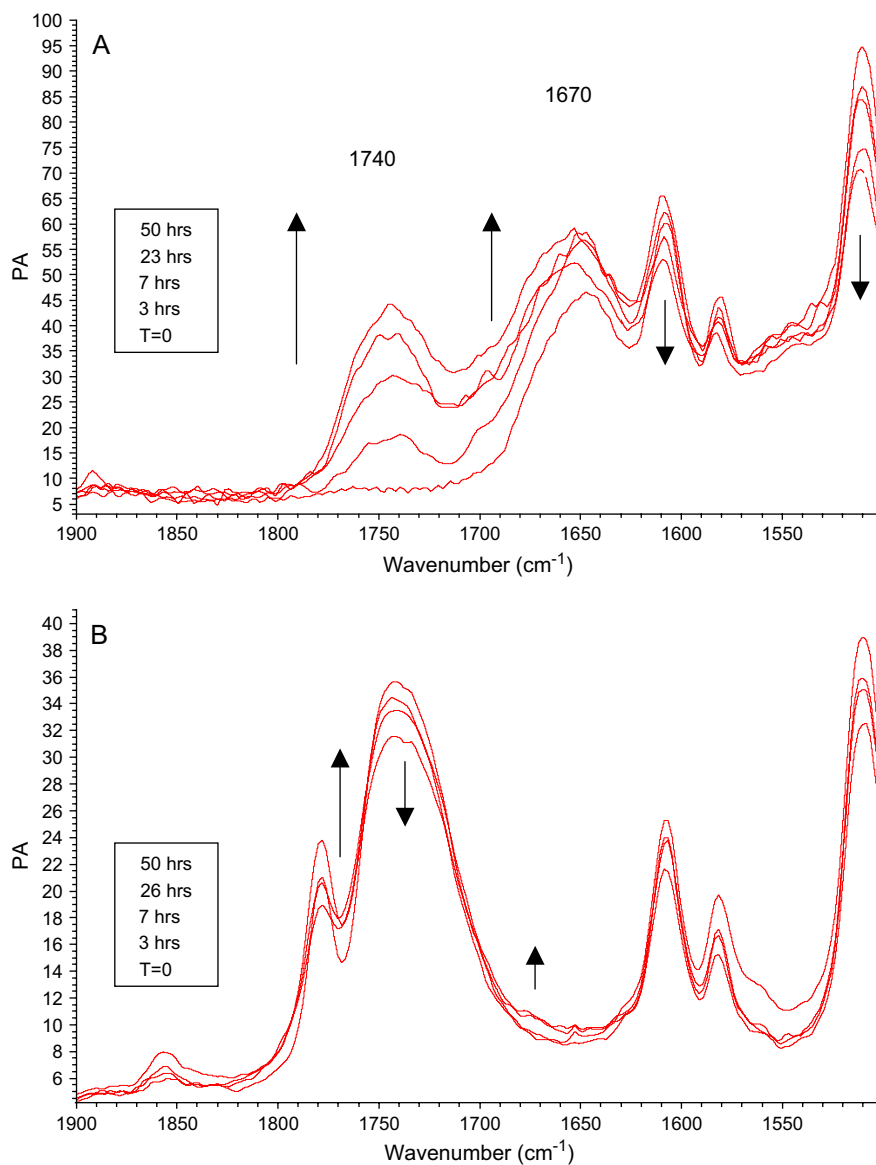 A
100
95
90
85
80
75
70
65
60
55
50
45
40
35
30
25
20
15
10
5
PA
1740
1670
50 hrs
23 hrs
7 hrs
3 hrs
T=0
1900 1850 1800 1750 1700 1650 1600 1550
Wavenumber (cm⁻¹)
B
40
38
36
34
32
30
28
26
24
22
20
18
16
14
12
10
8
6
PA
50 hrs
26 hrs
7 hrs
3 hrs
T=0
1900 1850 1800 1750 1700 1650 1600 1550
Wavenumber (cm⁻¹)